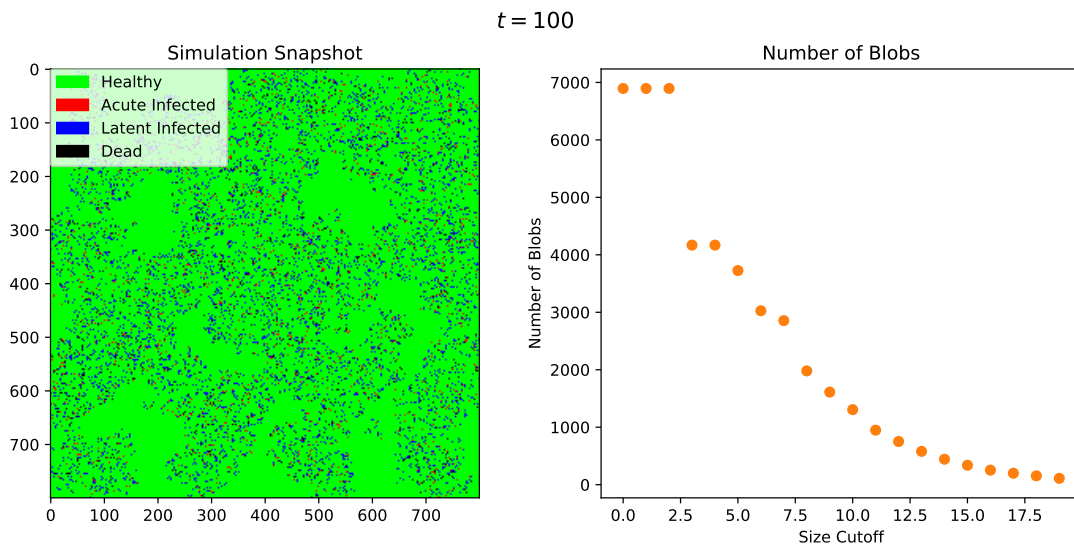 t = 100
Simulation Snapshot
Healthy
Acute Infected
Latent Infected
Dead
0
100
200
300
400
500
600
700
0 100 200 300 400 500 600 700
Number of Blobs
Number of Blobs
7000
6000
5000
4000
3000
2000
1000
0
0.0 2.5 5.0 7.5 10.0 12.5 15.0 17.5
Size Cutoff